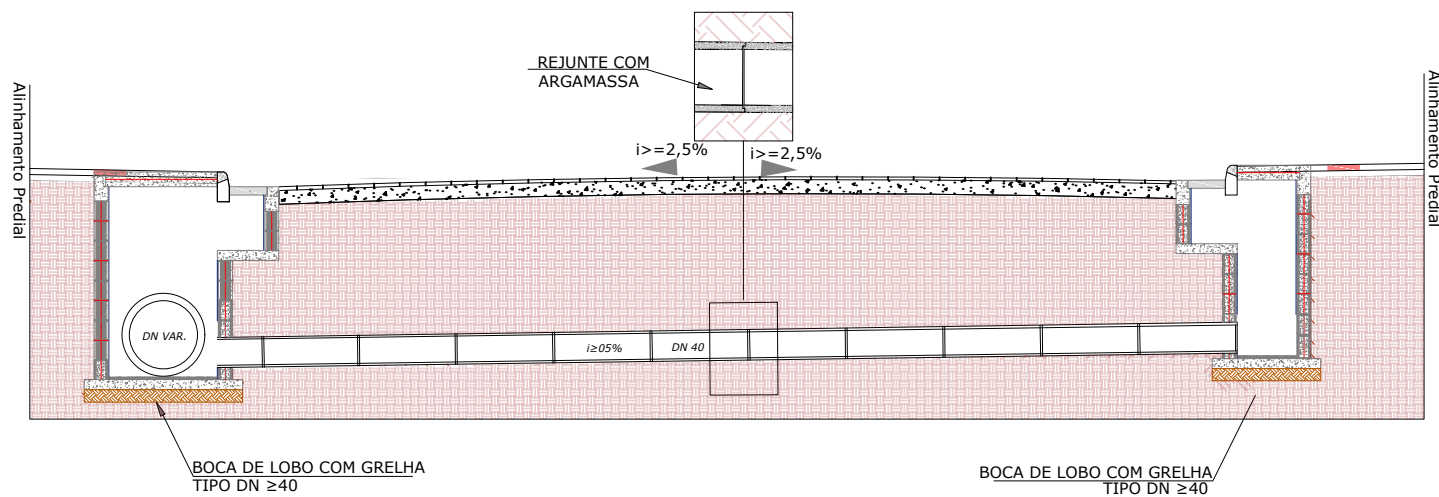 REJUNTE COM
ARGAMASSA
i>=2,5%
i>=2,5%
Alinhamento Predial
Alinhamento Predial
DN VAR.
i≥05%
DN 40
BOCA DE LOBO COM GRELHA
TIPO DN ≥40
BOCA DE LOBO COM GRELHA
TIPO DN ≥40